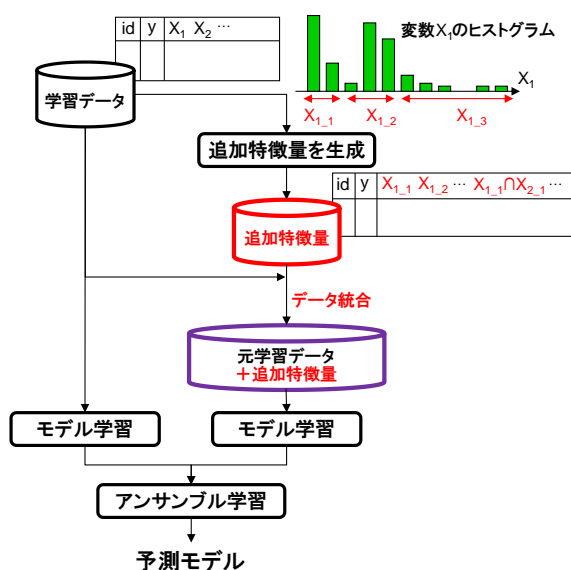 id y X1 X2 …
変数X1のヒストグラム
学習データ
X1
X1_1 X1_2 X1_3
追加特徴量を生成
id y X1_1 X1_2 … X1_1∩X2_1 …
追加特徴量
データ統合
元学習データ
＋追加特徴量
モデル学習 モデル学習
アンサンブル学習
予測モデル